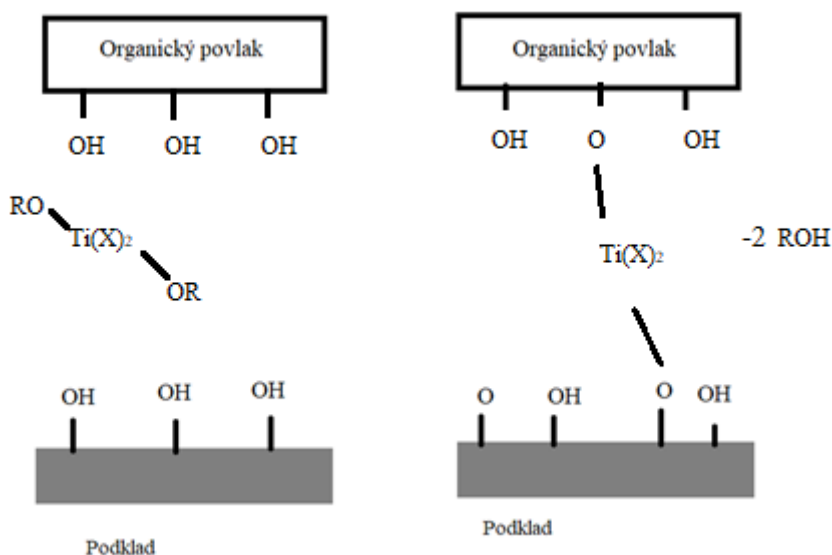 Organický povlak
OH OH OH
RO
Ti(X)2
OR
OH OH OH
Podklad
Organický povlak
OH O OH
Ti(X)2
-2 ROH
O OH O OH
Podklad